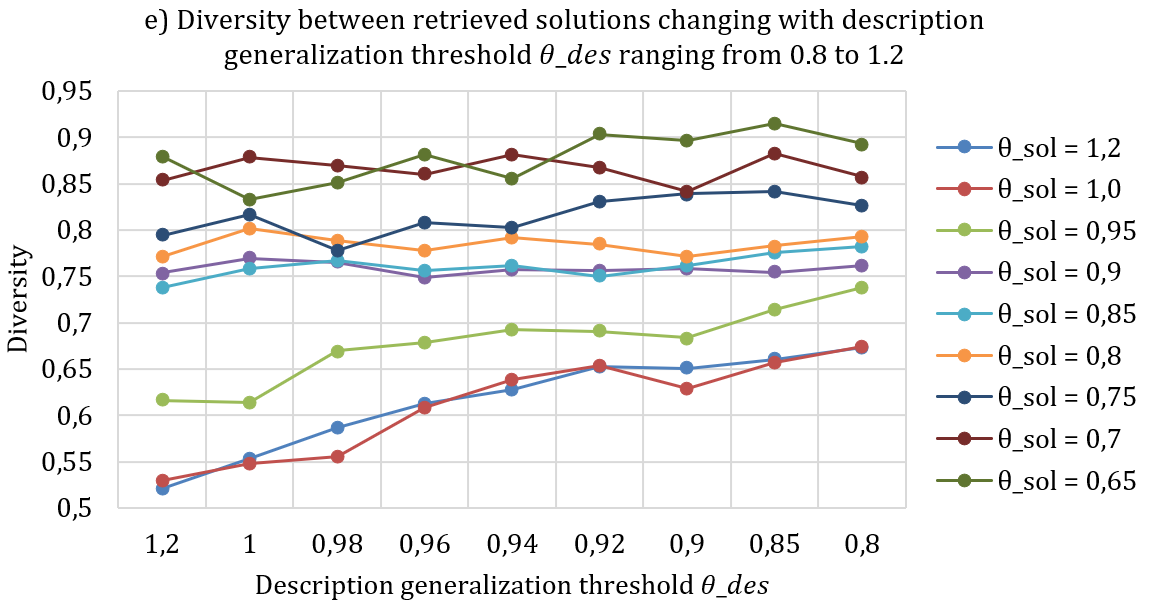 e) Diversity between retrieved solutions changing with description
generalization threshold θ_des ranging from 0.8 to 1.2
Diversity
0,95
0,9
0,85
0,8
0,75
0,7
0,65
0,6
0,55
0,5
1,2 1 0,98 0,96 0,94 0,92 0,9 0,85 0,8
Description generalization threshold θ_des
θ_sol = 1,2
θ_sol = 1,0
θ_sol = 0,95
θ_sol = 0,9
θ_sol = 0,85
θ_sol = 0,8
θ_sol = 0,75
θ_sol = 0,7
θ_sol = 0,65